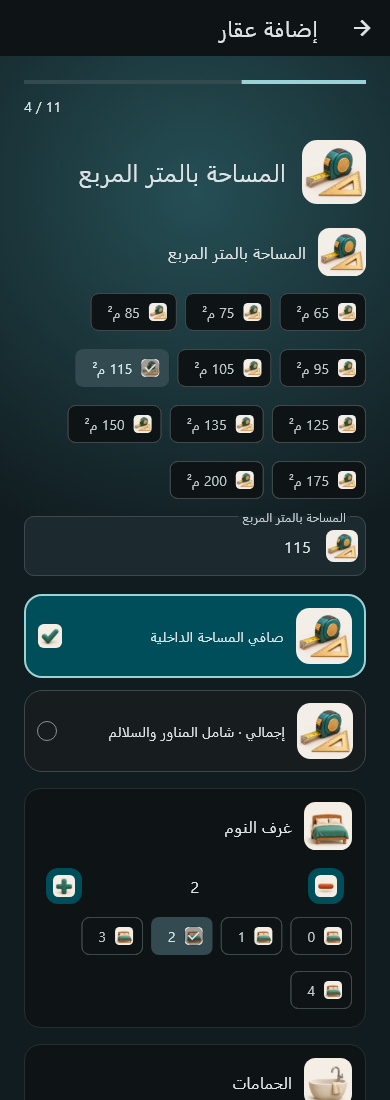 إضافة عقار
4 / 11
المساحة بالمتر المربع
المساحة بالمتر المربع
65 م²
75 م²
85 م²
95 م²
105 م²
115 م²
125 م²
135 م²
150 م²
175 م²
200 م²
المساحة بالمتر المربع
115
صافي المساحة الداخلية
إجمالي · شامل المناور والسلالم
غرف النوم
2
0
1
2
3
4
الحمامات